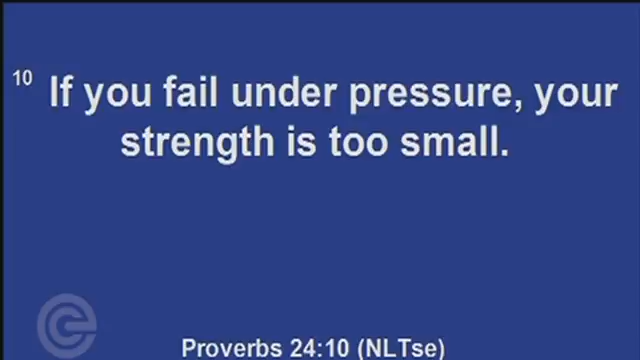 10 If you fail under pressure, your
strength is too small.
Proverbs 24:10 (NLTse)